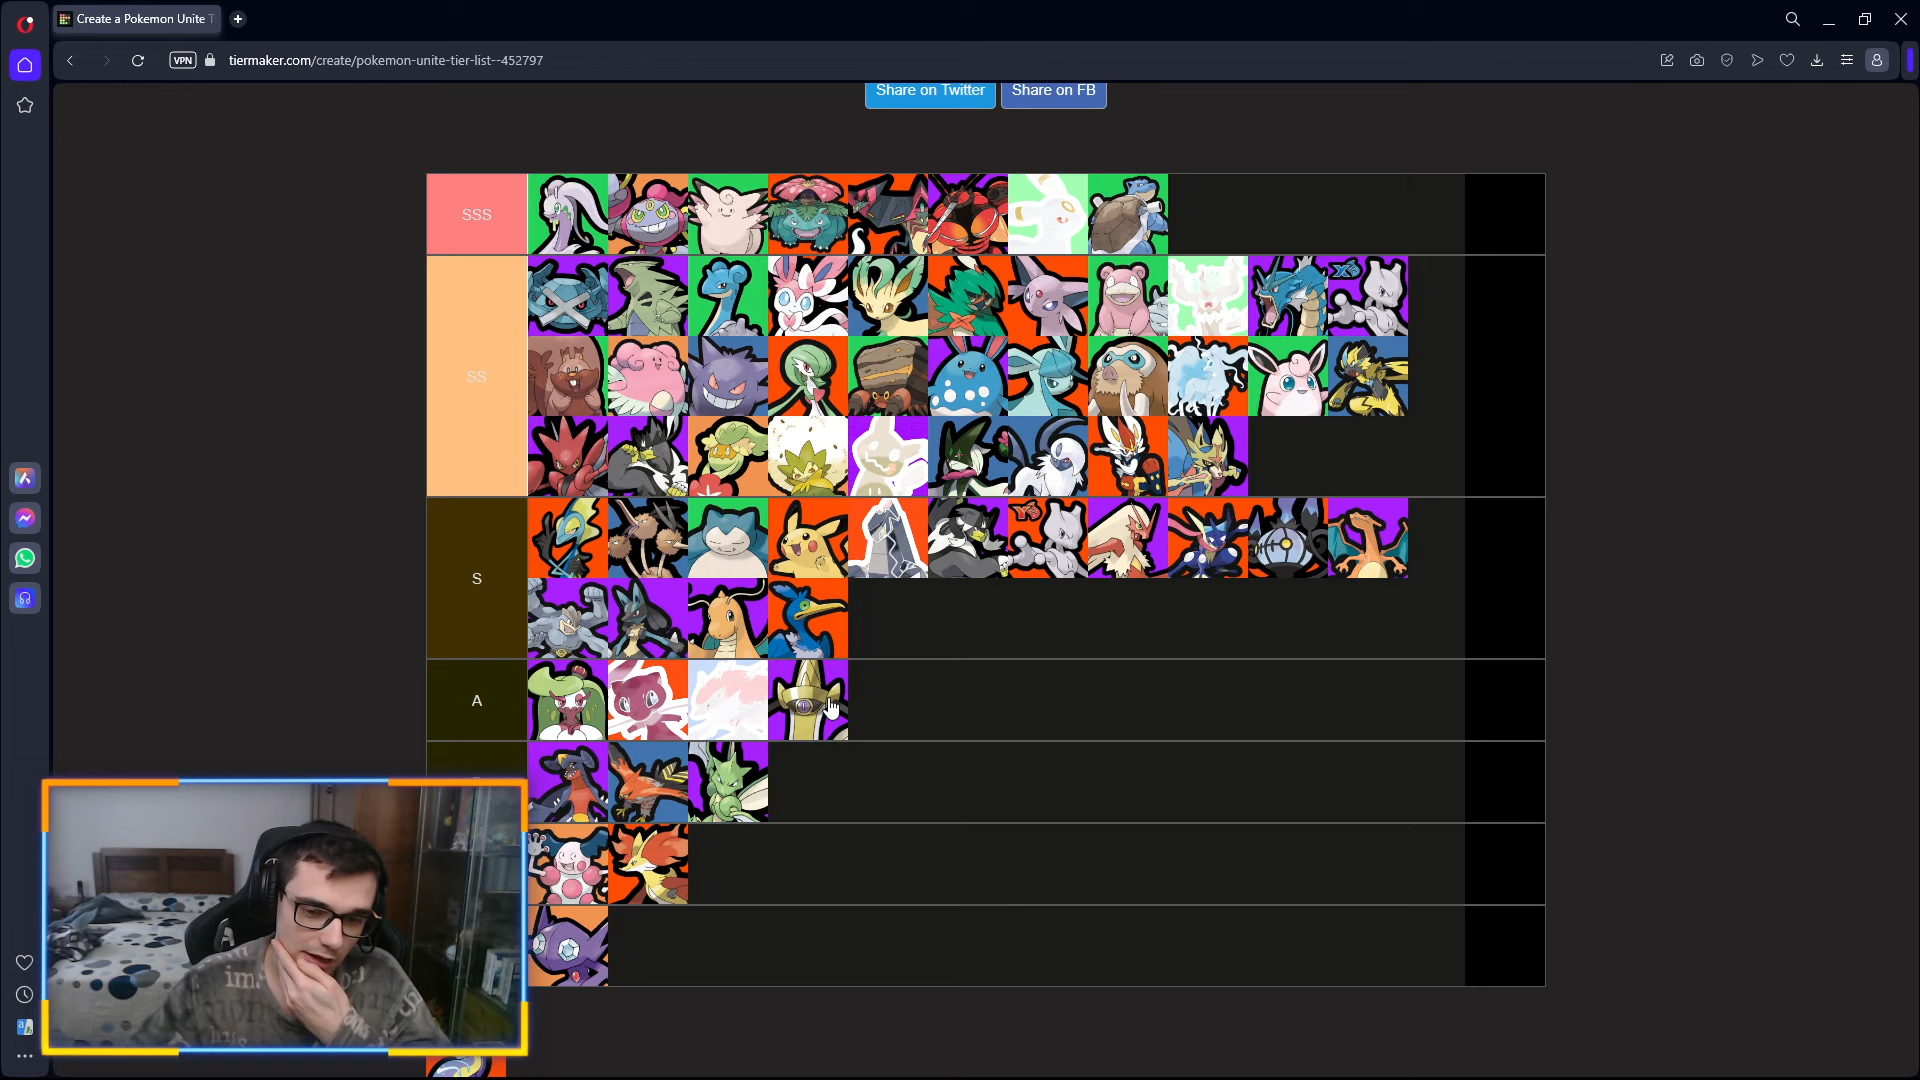 Create a Pokemon Unite T
VPN
tiermaker.com/create/pokemon-unite-tier-list--452797
Share on Twitter
Share on FB
SSS
SS
S
A
X
Y
im